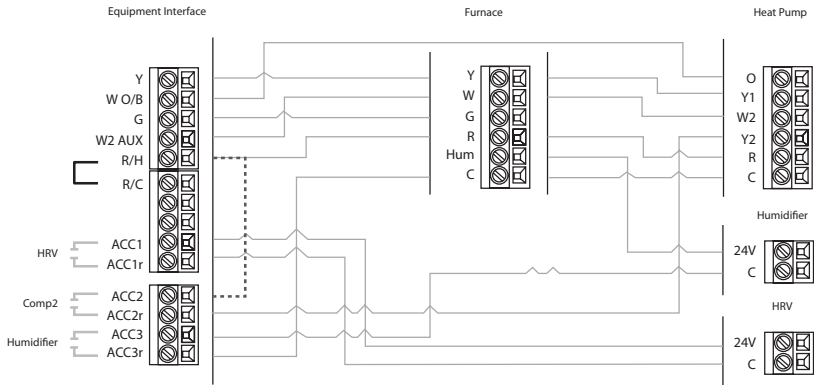 Equipment Interface
Furnace
Heat Pump
Y
W O/B
G
W2 AUX
R/H
R/C
ACC1
HRV
ACC1r
ACC2
Comp2
ACC2r
ACC3
Humidifier
ACC3r
Y
W
G
R
Hum
C
O
Y1
W2
Y2
R
C
Humidifier
24V
C
HRV
24V
C